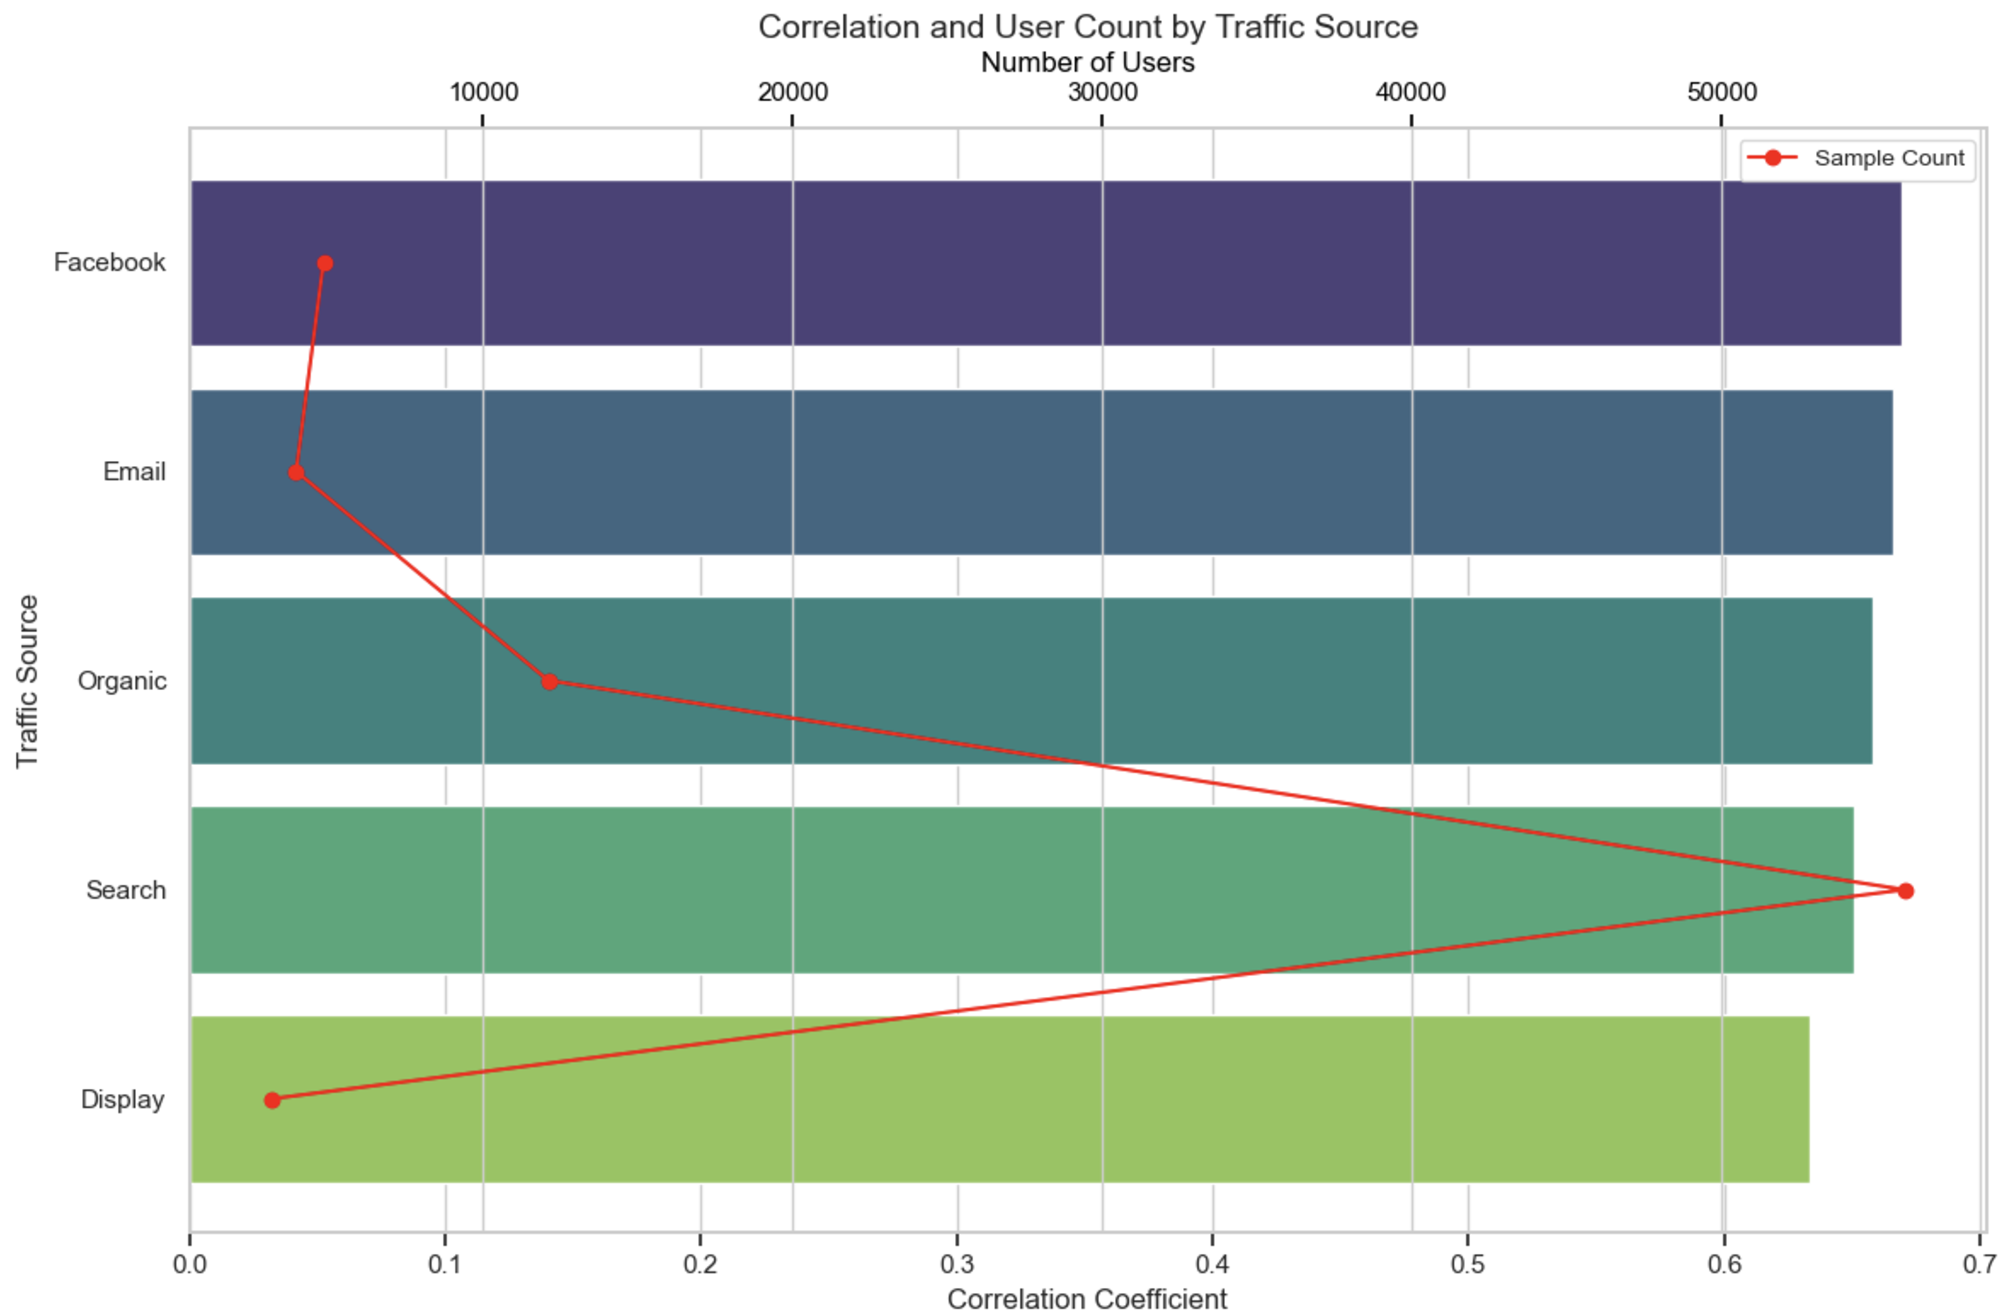 Correlation and User Count by Traffic Source
Number of Users
10000 20000 30000 40000 50000
Sample Count
Facebook
Email
Organic
Search
Display
Traffic Source
0.0 0.1 0.2 0.3 0.4 0.5 0.6 0.7
Correlation Coefficient